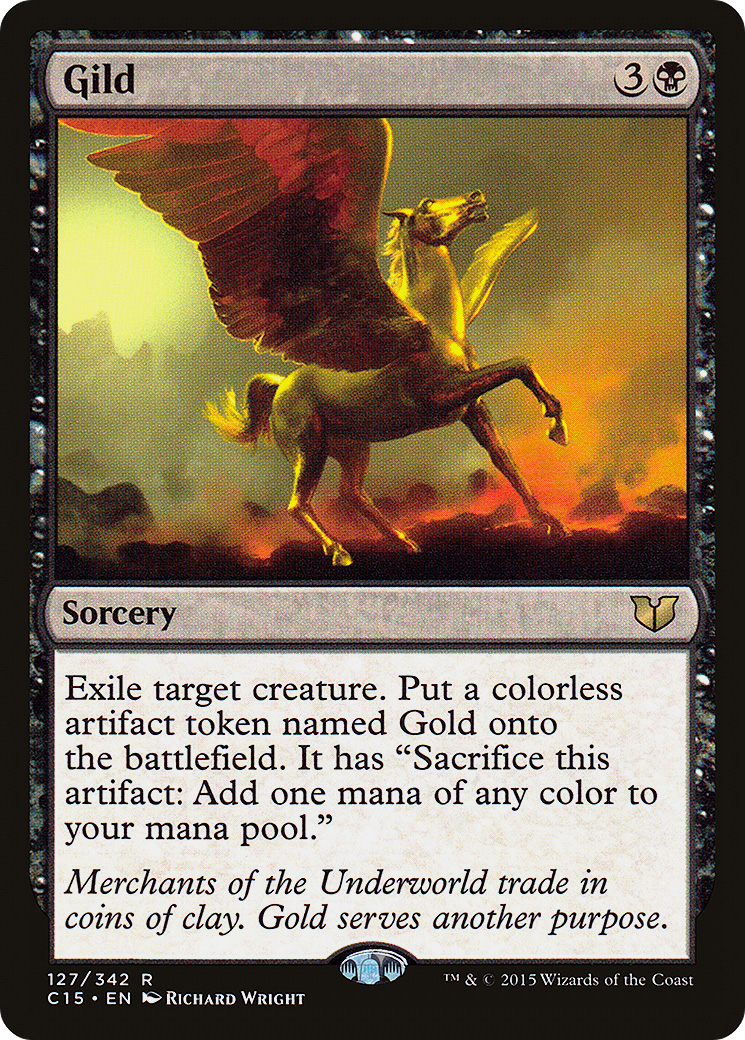 Gild
3
Sorcery
Exile target creature. Put a colorless
artifact token named Gold onto
the battlefield. It has “Sacrifice this
artifact: Add one mana of any color to
your mana pool.”
Merchants of the Underworld trade in
coins of clay. Gold serves another purpose.
127/342 R
C15 • EN Richard Wright
™ & © 2015 Wizards of the Coast